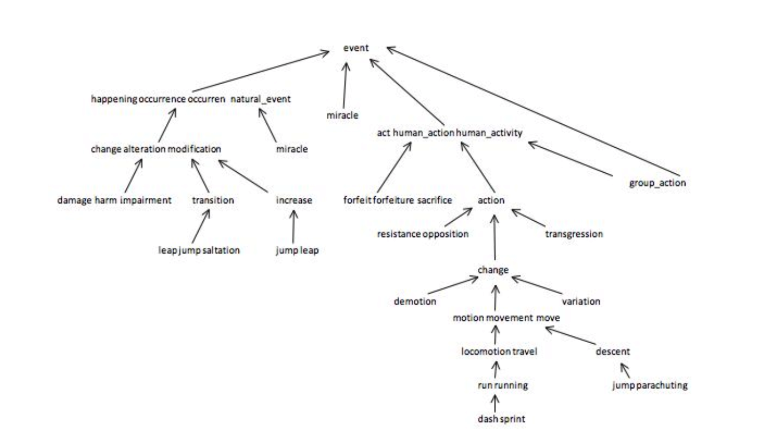 event
happening occurrence occurren natural_event
miracle
act human_action human_activity
change alteration modification
miracle
group_action
damage harm impairment
transition
increase
forfeit forfeiture sacrifice
action
resistance opposition
transgression
leap jump saltation
jump leap
change
demotion
variation
motion movement move
locomotion travel
descent
run running
jump parachuting
dash sprint